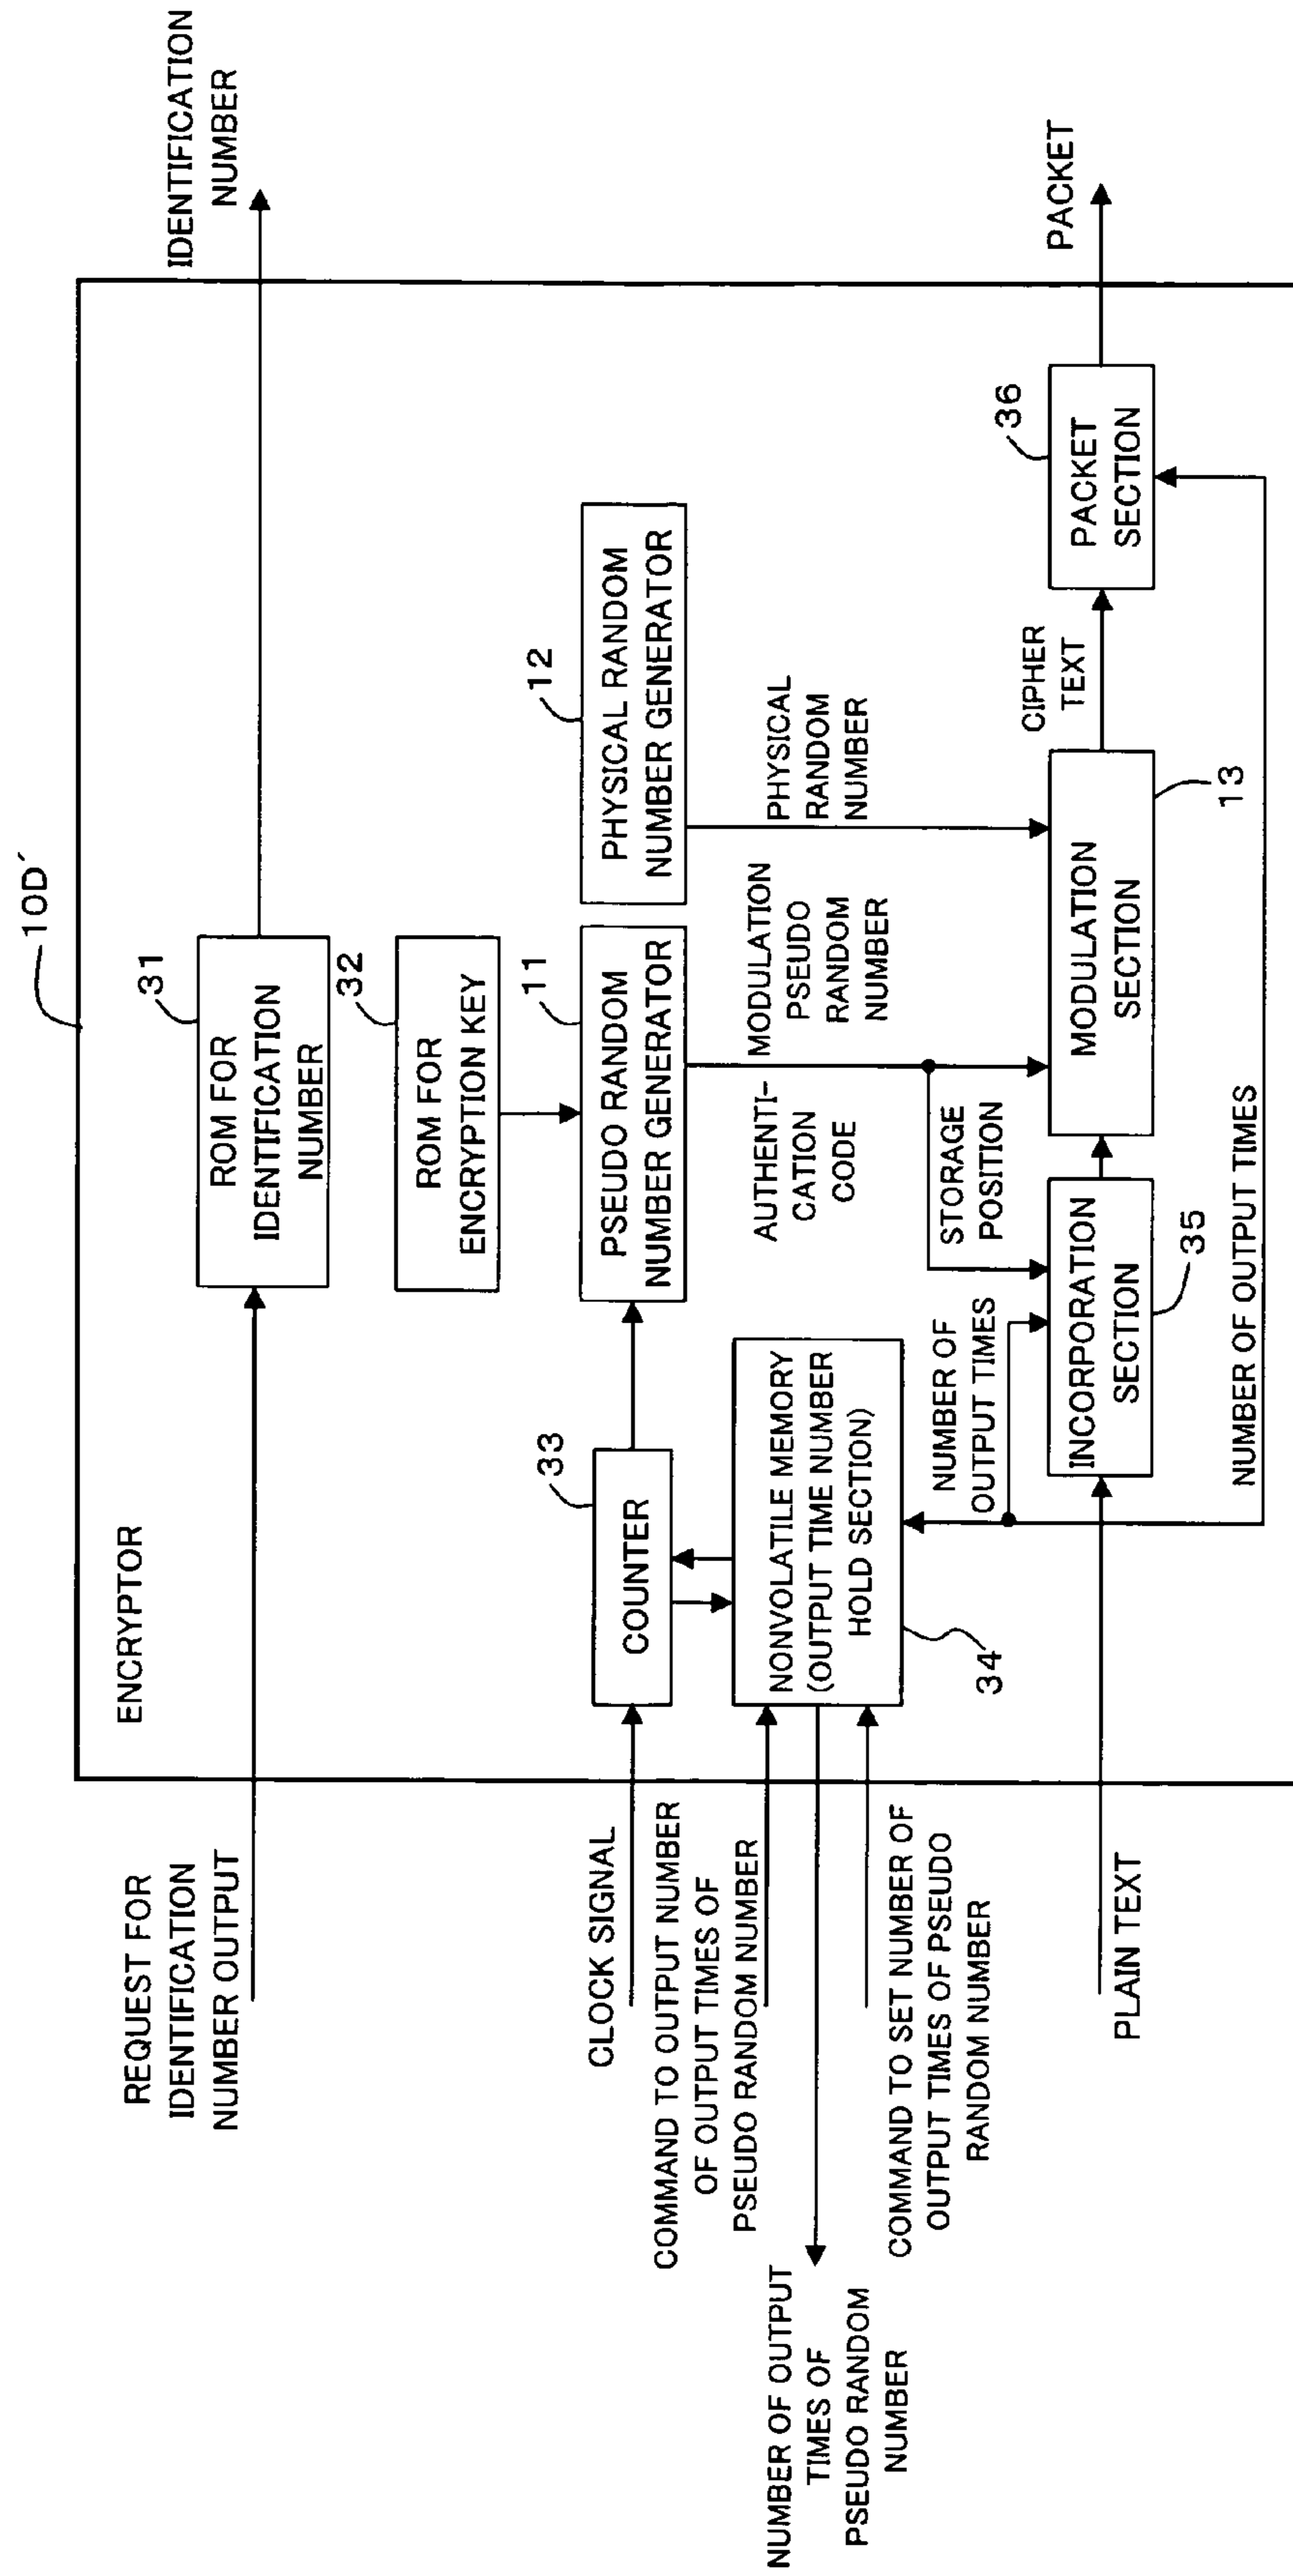 10D´
ENCRYPTOR
REQUEST FOR
IDENTIFICATION
NUMBER OUTPUT
31
ROM FOR
IDENTIFICATION
NUMBER
IDENTIFICATION
NUMBER
32
ROM FOR
ENCRYPTION KEY
CLOCK SIGNAL
33
COUNTER
11
PSEUDO RANDOM
NUMBER GENERATOR
12
PHYSICAL RANDOM
NUMBER GENERATOR
COMMAND TO OUTPUT NUMBER
OF OUTPUT TIMES OF
PSEUDO RANDOM NUMBER
NUMBER OF OUTPUT
TIMES OF
PSEUDO RANDOM
NUMBER
COMMAND TO SET NUMBER OF
OUTPUT TIMES OF PSEUDO
RANDOM NUMBER
NONVOLATILE MEMORY
(OUTPUT TIME NUMBER
HOLD SECTION)
34
AUTHENTI-
CATION
CODE
MODULATION
PSEUDO
RANDOM
NUMBER
PHYSICAL
RANDOM
NUMBER
NUMBER OF
OUTPUT TIMES
STORAGE
POSITION
PLAIN TEXT
INCORPORATION
SECTION
35
MODULATION
SECTION
13
CIPHER
TEXT
36
PACKET
SECTION
PACKET
NUMBER OF OUTPUT TIMES